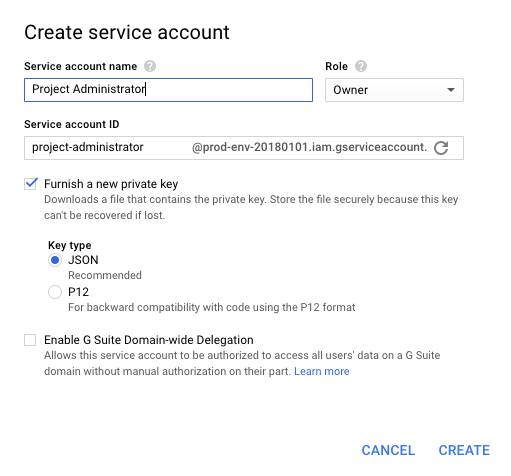 Create service account
Service account name ? Role ?
Project Administrator Owner
Service account ID
project-administrator @prod-env-20180101.iam.gserviceaccount.
Furnish a new private key
Downloads a file that contains the private key. Store the file securely because this key
can't be recovered if lost.
Key type
JSON
Recommended
P12
For backward compatibility with code using the P12 format
Enable G Suite Domain-wide Delegation
Allows this service account to be authorized to access all users' data on a G Suite
domain without manual authorization on their part. Learn more
CANCEL CREATE